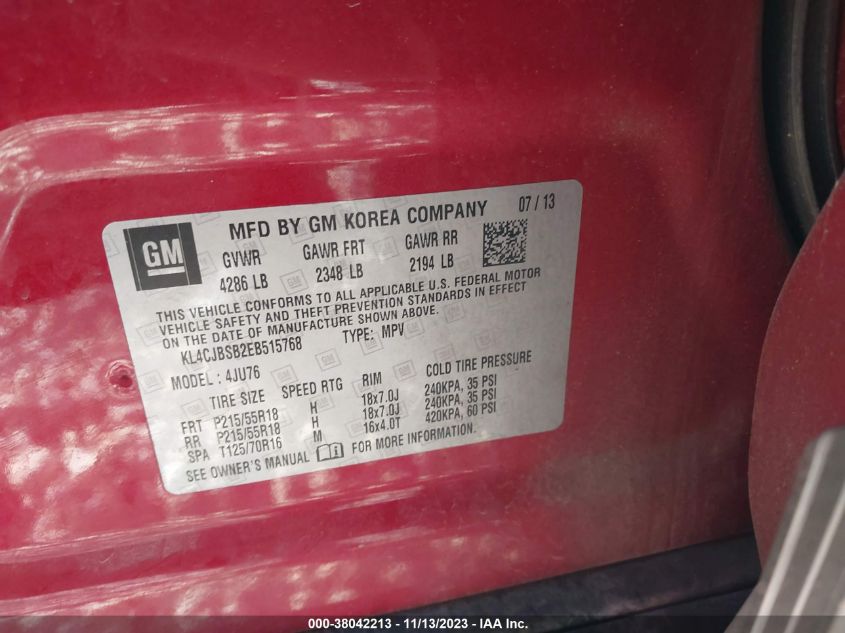 GM
MFD BY GM KOREA COMPANY 07 / 13
GVWR GAWR FRT GAWR RR
4286 LB 2348 LB 2194 LB
THIS VEHICLE CONFORMS TO ALL APPLICABLE U.S. FEDERAL MOTOR
VEHICLE SAFETY AND THEFT PREVENTION STANDARDS IN EFFECT
ON THE DATE OF MANUFACTURE SHOWN ABOVE.
KL4CJBSB2EB515768 TYPE: MPV
MODEL: 4JU76
TIRE SIZE SPEED RTG RIM COLD TIRE PRESSURE
FRT P215/55R18 H 18x7.0J 240KPA, 35 PSI
RR P215/55R18 H 18x7.0J 240KPA, 35 PSI
SPA T125/70R16 M 16x4.0T 420KPA, 60 PSI
SEE OWNER'S MANUAL FOR MORE INFORMATION.
000-38042213 - 11/13/2023 - IAA Inc.